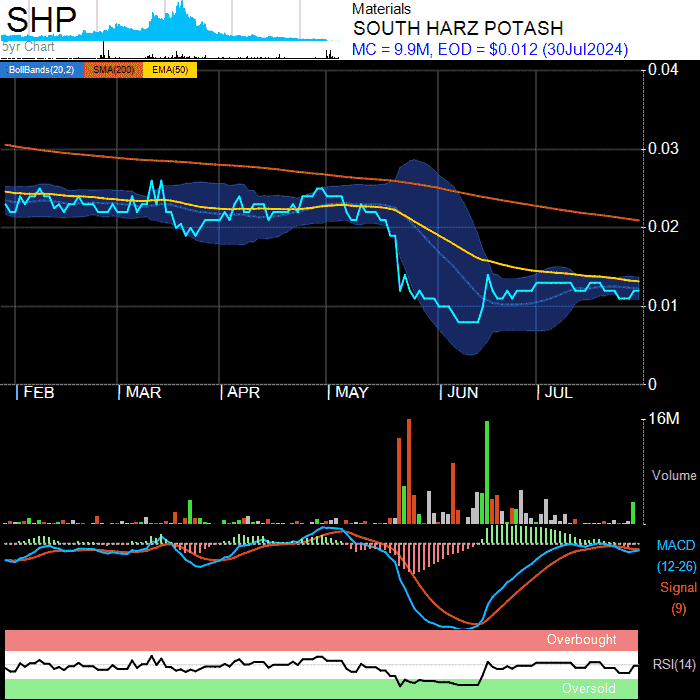 SHP
5yr Chart
Materials
SOUTH HARZ POTASH
MC = 9.9M, EOD = $0.012 (30Jul2024)
BollBands(20,2) SMA(200) EMA(50)
0.04
0.03
0.02
0.01
0
FEB MAR APR MAY JUN JUL
16M
Volume
MACD
(12-26)
Signal
(9)
Overbought
RSI(14)
Oversold